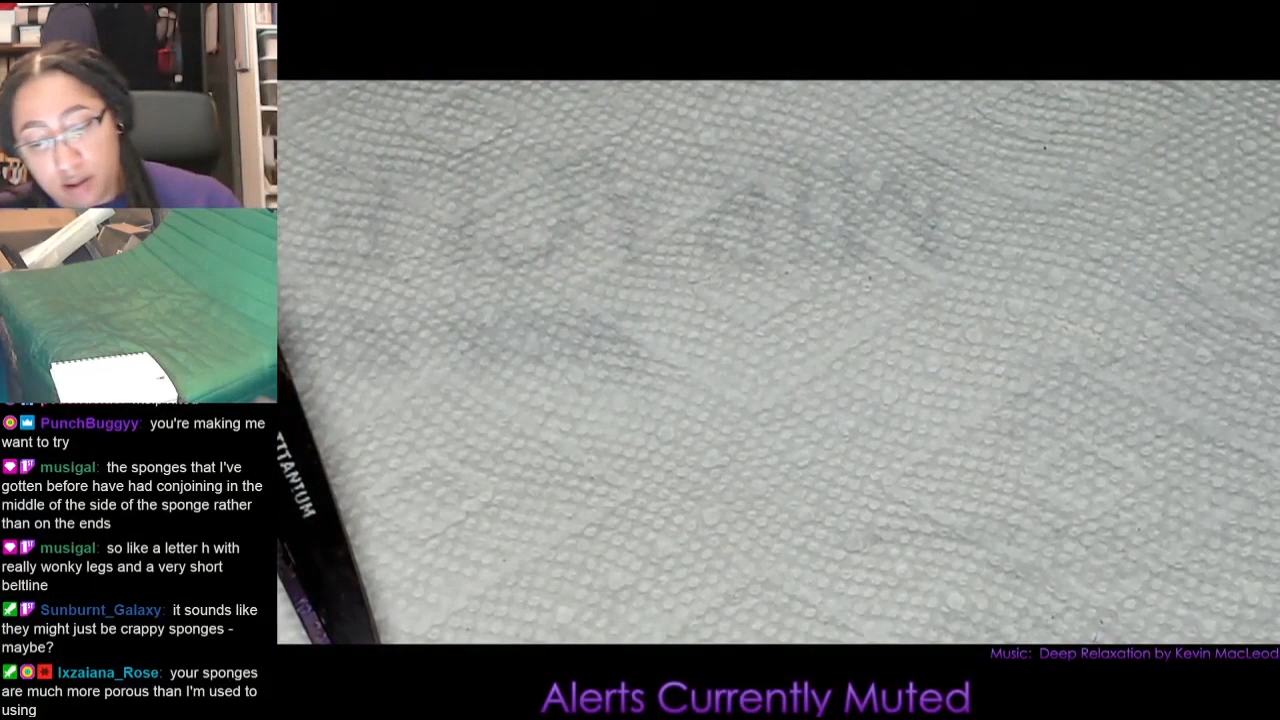 PunchBuggyy: you're making me
want to try
musigal: the sponges that I've
gotten before have had conjoining in the
middle of the side of the sponge rather
than on the ends
musigal: so like a letter h with
really wonky legs and a very short
beltline
Sunburnt_Galaxy: it sounds like
they might just be crappy sponges -
maybe?
Ixzaiana_Rose: your sponges
are much more porous than I'm used to
using
TITANIUM
Music: Deep Relaxation by Kevin MacLeod
Alerts Currently Muted